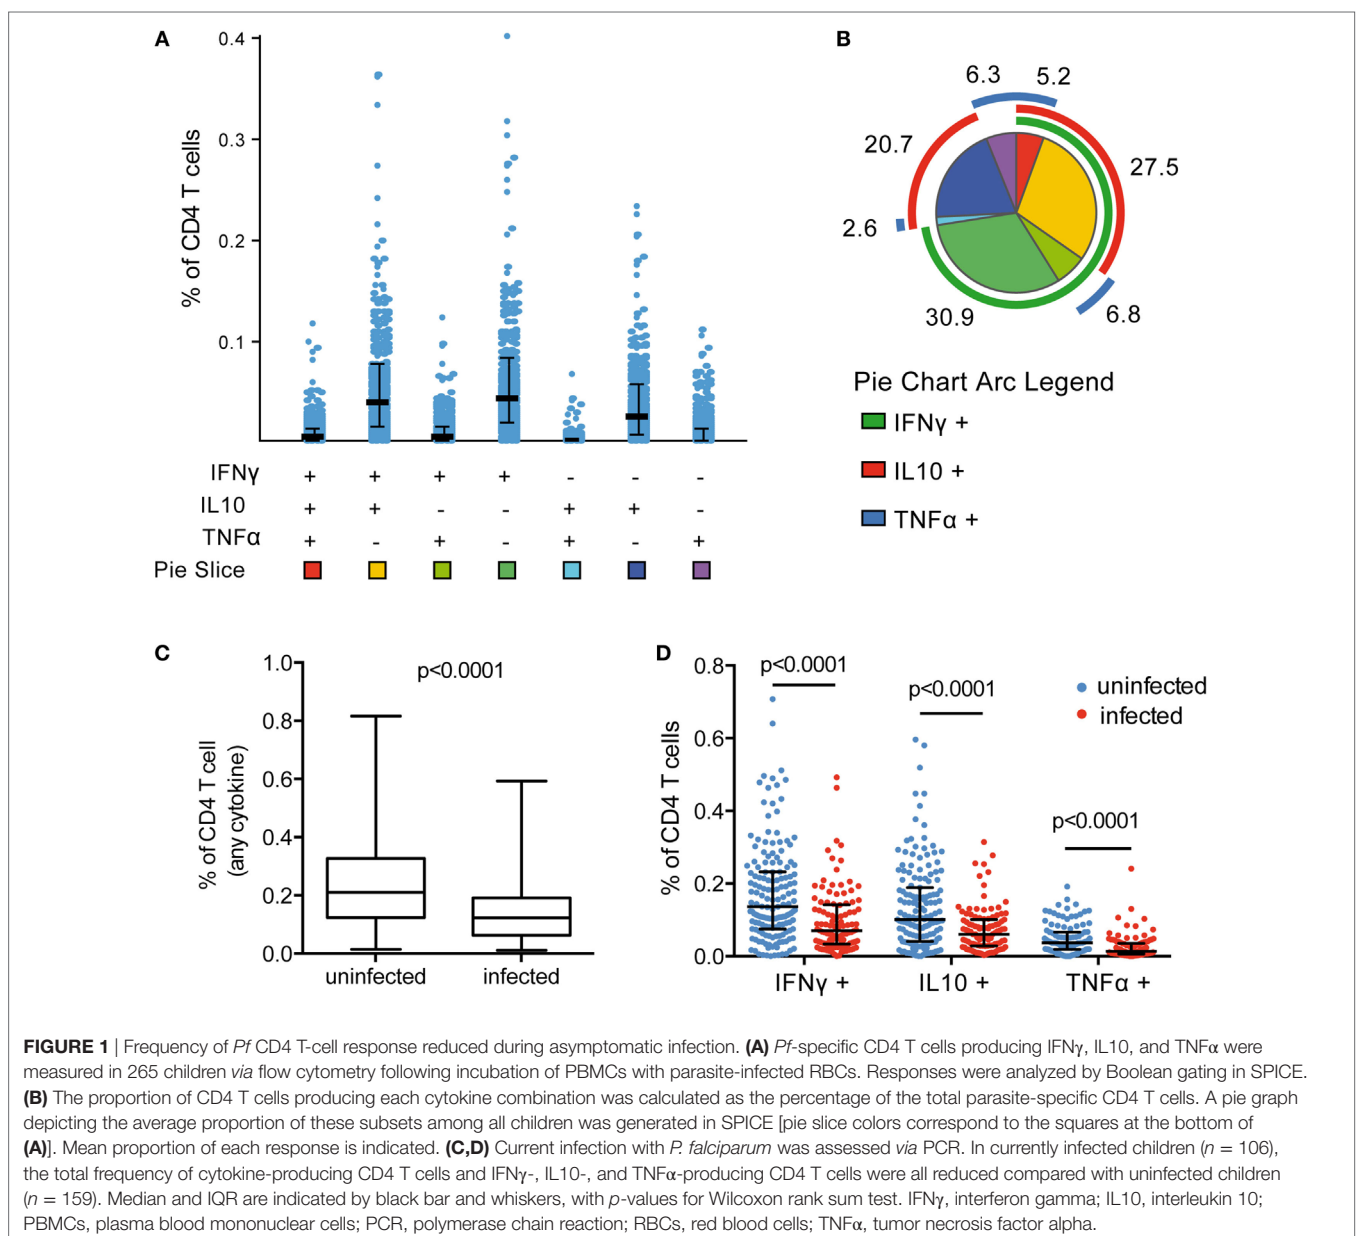 A
0.4
0.3
0.2
0.1
% of CD4 T cells
IFNγ + + + + - - -
IL10 + + - - + + -
TNFα + - + - + - +
Pie Slice
B
6.3 5.2
20.7 27.5
2.6
30.9 6.8
Pie Chart Arc Legend
IFNγ +
IL10 +
TNFα +
C
p<0.0001
1.0
0.8
0.6
0.4
0.2
0.0
% of CD4 T cell
(any cytokine)
uninfected infected
D
0.8
0.6
0.4
0.2
0.0
% of CD4 T cells
p<0.0001
p<0.0001
p<0.0001
uninfected
infected
IFNγ + IL10 + TNFα +
FIGURE 1 | Frequency of Pf CD4 T-cell response reduced during asymptomatic infection. (A) Pf-specific CD4 T cells producing IFNγ, IL10, and TNFα were
measured in 265 children via flow cytometry following incubation of PBMCs with parasite-infected RBCs. Responses were analyzed by Boolean gating in SPICE.
(B) The proportion of CD4 T cells producing each cytokine combination was calculated as the percentage of the total parasite-specific CD4 T cells. A pie graph
depicting the average proportion of these subsets among all children was generated in SPICE [pie slice colors correspond to the squares at the bottom of
(A)]. Mean proportion of each response is indicated. (C,D) Current infection with P. falciparum was assessed via PCR. In currently infected children (n = 106),
the total frequency of cytokine-producing CD4 T cells and IFNγ-, IL10-, and TNFα-producing CD4 T cells were all reduced compared with uninfected children
(n = 159). Median and IQR are indicated by black bar and whiskers, with p-values for Wilcoxon rank sum test. IFNγ, interferon gamma; IL10, interleukin 10;
PBMCs, plasma blood mononuclear cells; PCR, polymerase chain reaction; RBCs, red blood cells; TNFα, tumor necrosis factor alpha.